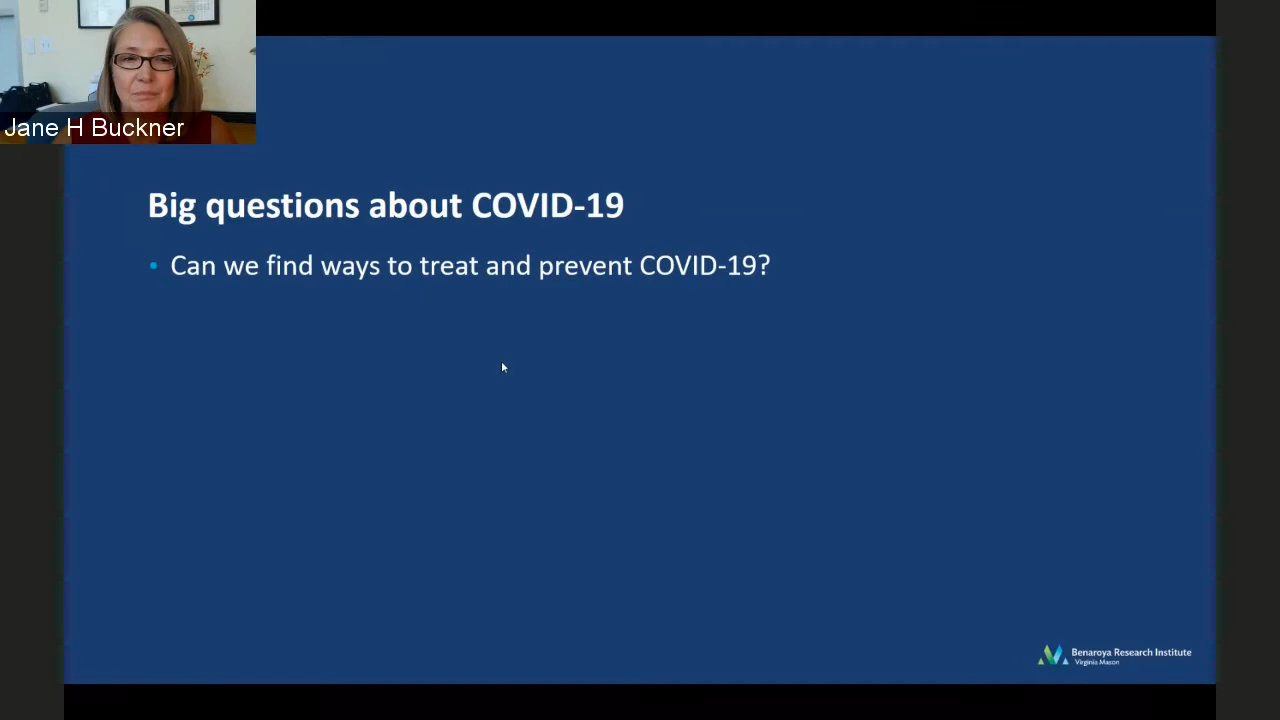 Jane H Buckner
Big questions about COVID-19
• Can we find ways to treat and prevent COVID-19?
Benaroya Research Institute
Virginia Mason